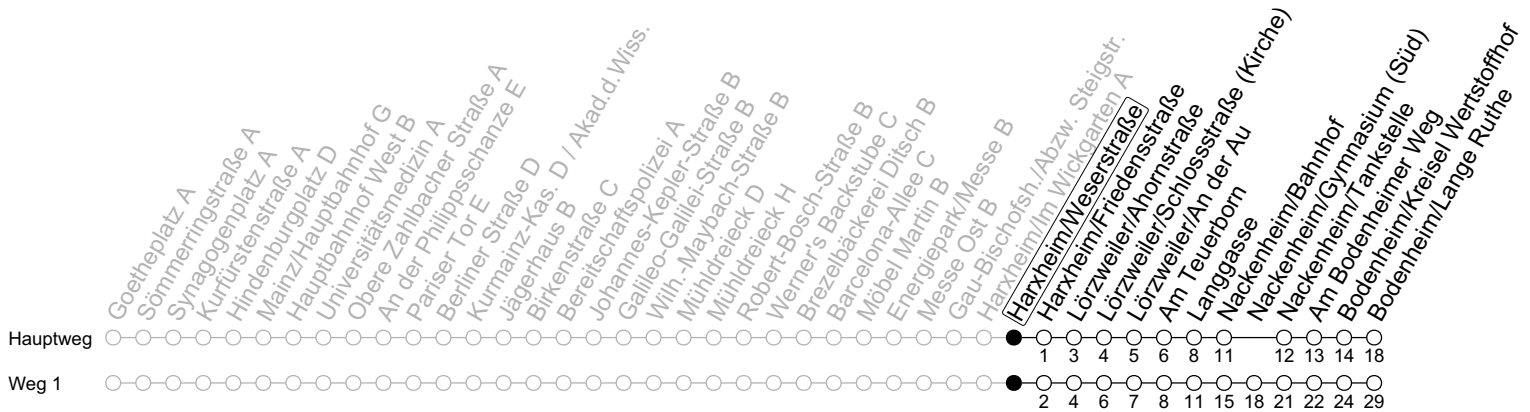 Goetheplatz A
Sömmerringstraße A
Synagogenplatz A
Kurfürstenstraße A
Hindenburgplatz D
Mainz/Hauptbahnhof G
Hauptbahnhof West B
Universitätsmedizin A
Obere Zahlbacher Straße A
An der Philippsschanze E
Pariser Tor E
Berliner Straße D
Kurmainz-Kas. D / Akad.d.Wiss.
Jägerhaus B
Birkenstraße C
Bereitschaftspolizei A
Johannes-Kepler-Straße B
Galileo-Galilei-Straße B
Wilh.-Maybach-Straße B
Mühldreieck D
Mühldreieck H
Robert-Bosch-Straße B
Werner's Backstube C
Brezelbäckerei Ditsch B
Barcelona-Allee C
Möbel Martin B
Energiepark/Messe B
Messe Ost B
Gau-Bischofsh./Abzw. Steigstr.
Harxheim/Im Wickgarten A
Harxheim/Weserstraße
Harxheim/Friedensstraße
Lörzweiler/Ahornstraße
Lörzweiler/Schlossstraße (Kirche)
Lörzweiler/An der Au
Am Teuerborn
Langgasse
Nackenheim/Bahnhof
Nackenheim/Gymnasium (Süd)
Nackenheim/Tankstelle
Am Bodenheimer Weg
Bodenheim/Kreisel Wertstoffhof
Bodenheim/Lange Ruthe
Hauptweg
1 3 4 5 6 8 11 12 13 14 18
Weg 1
2 4 6 7 8 11 15 18 21 22 24 29